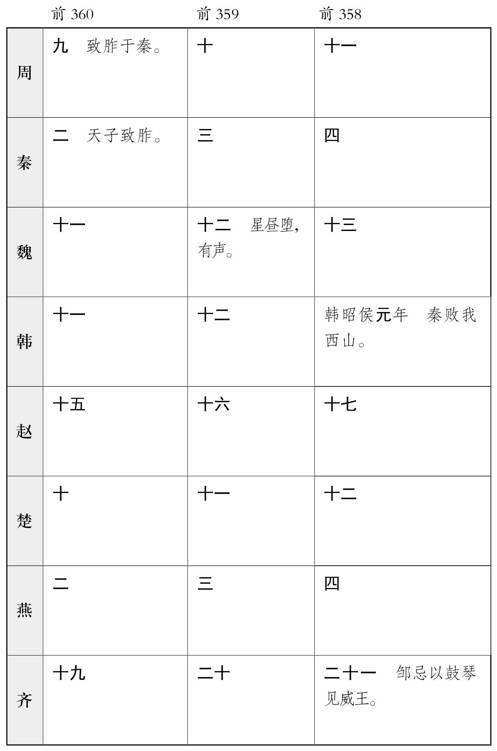 前 360 前 359 前 358
周 九 致胙于秦。 十 十一
秦 二 天子致胙。 三 四
魏 十一 十二 星昼堕， 十三
有声。
韩 十一 十二 韩昭侯元年 秦败我
西山。
赵 十五 十六 十七
楚 十 十一 十二
燕 二 三 四
齐 十九 二十 二十一 邹忌以鼓琴
见威王。